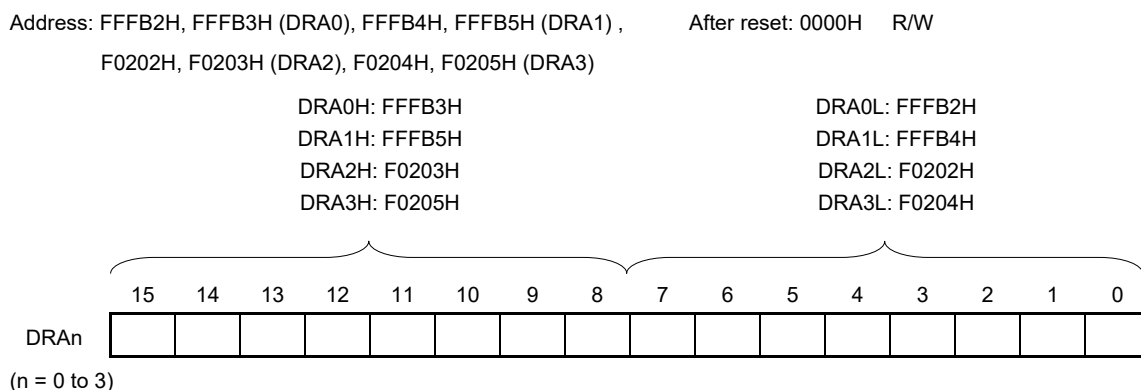 Address: FFFB2H, FFFB3H (DRA0), FFFB4H, FFFB5H (DRA1) , After reset: 0000H R/W
F0202H, F0203H (DRA2), F0204H, F0205H (DRA3)
DRA0H: FFFB3H DRA0L: FFFB2H
DRA1H: FFFB5H DRA1L: FFFB4H
DRA2H: F0203H DRA2L: F0202H
DRA3H: F0205H DRA3L: F0204H
15 14 13 12 11 10 9 8 7 6 5 4 3 2 1 0
DRAn
(n = 0 to 3)